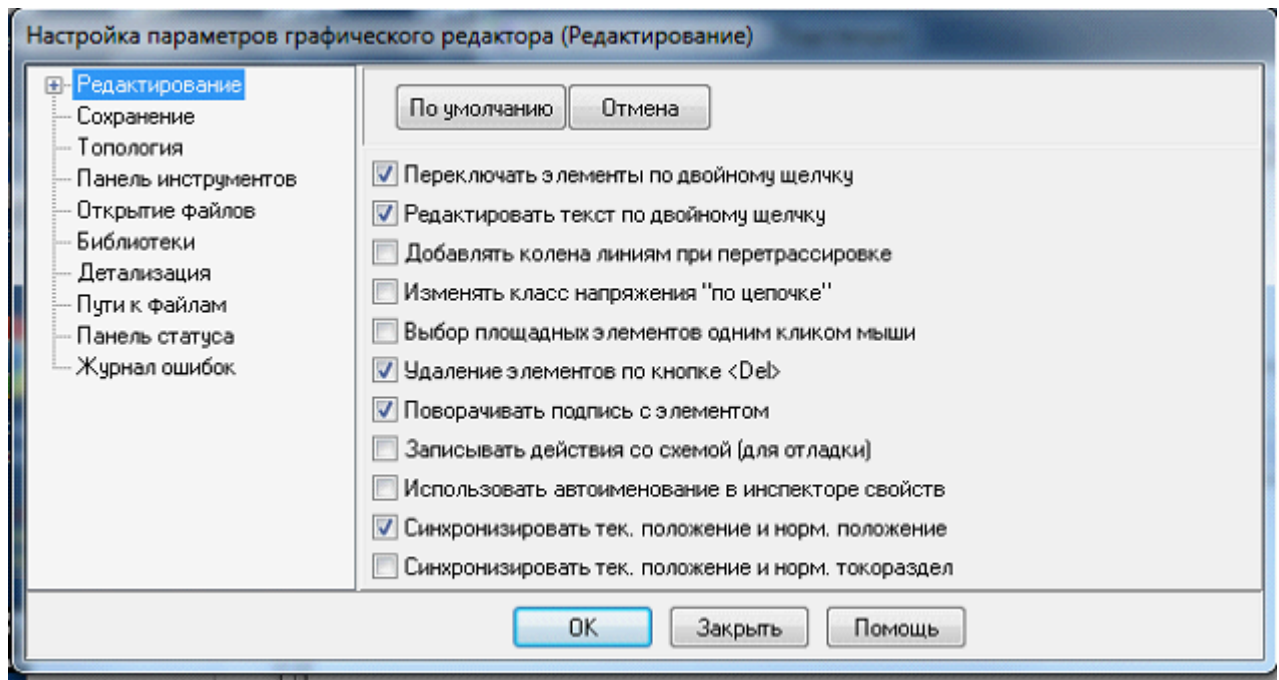 Настройка параметров графического редактора (Редактирование)
Редактирование
Сохранение
Топология
Панель инструментов
Открытие файлов
Библиотеки
Детализация
Пути к файлам
Панель статуса
Журнал ошибок
По умолчанию Отмена
Переключать элементы по двойному щелчку
Редактировать текст по двойному щелчку
Добавлять колена линиям при перетрассировке
Изменять класс напряжения "по цепочке"
Выбор площадных элементов одним кликом мыши
Удаление элементов по кнопке <Del>
Поворачивать подпись с элементом
Записывать действия со схемой (для отладки)
Использовать автоименование в инспекторе свойств
Синхронизировать тек. положение и норм. положение
Синхронизировать тек. положение и норм. токораздел
OK Закрыть Помощь